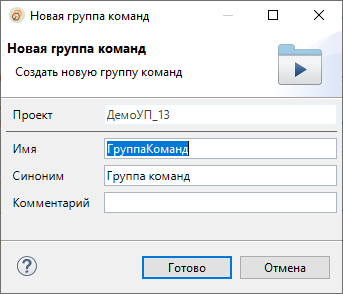 Новая группа команд
Новая группа команд
Создать новую группу команд
Проект ДемоУП_13
Имя ГруппаКоманд
Синоним Группа команд
Комментарий
? Готово Отмена